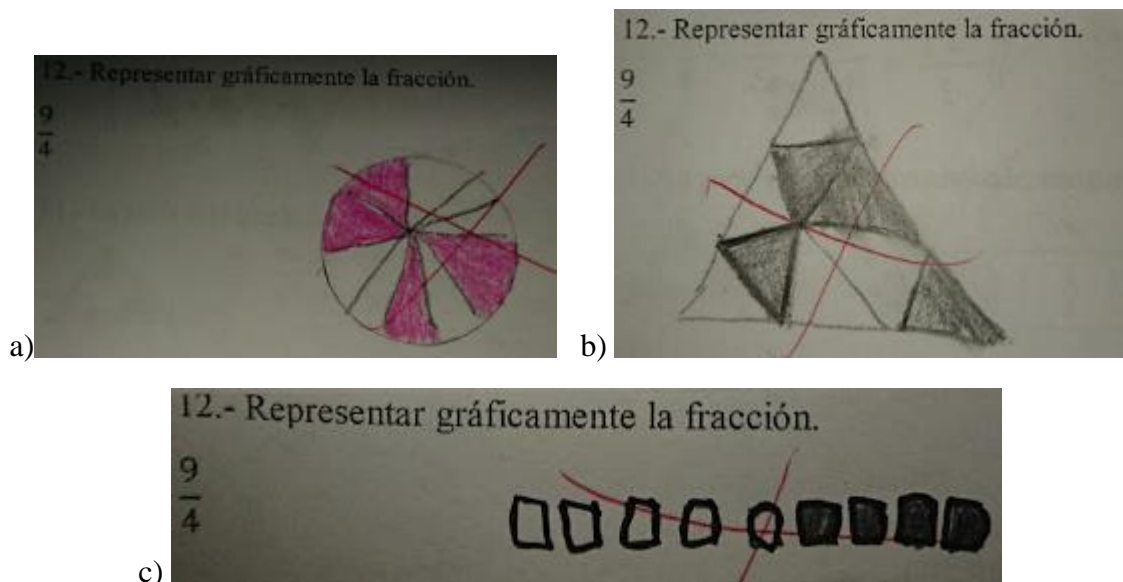 12.- Representar gráficamente la fracción.
9
4
a)
12.- Representar gráficamente la fracción.
9
4
b)
12.- Representar gráficamente la fracción.
9
4
c)